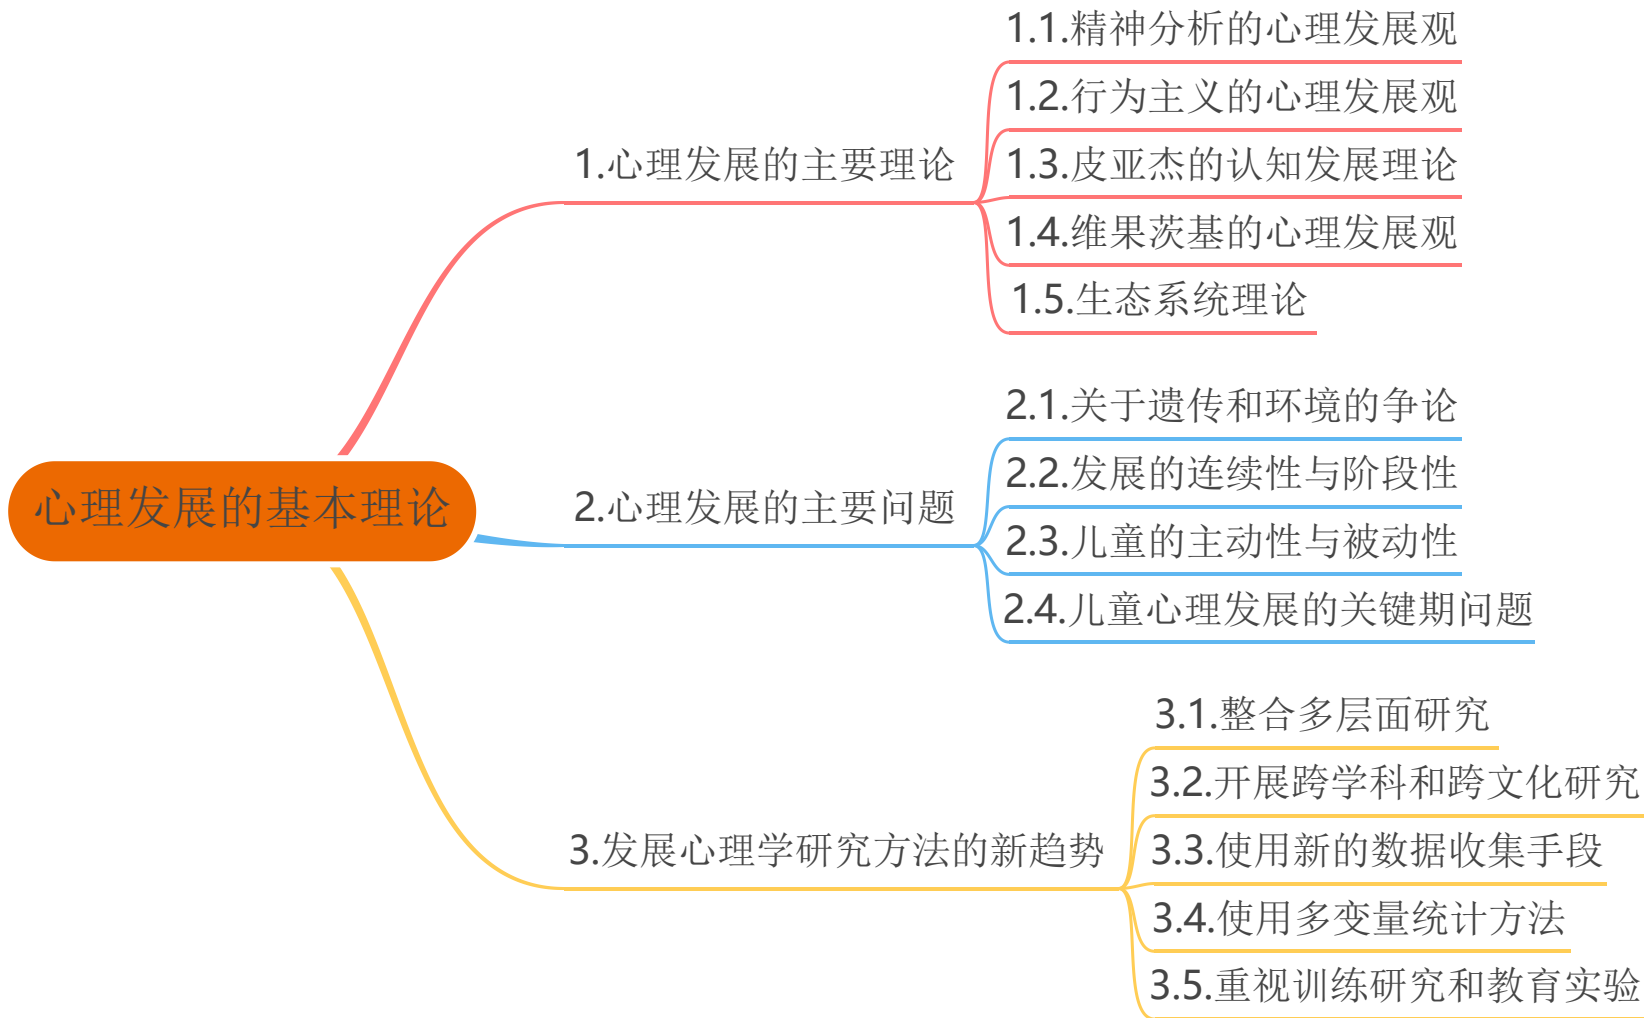 心理发展的基本理论
1.心理发展的主要理论
1.1.精神分析的心理发展观
1.2.行为主义的心理发展观
1.3.皮亚杰的认知发展理论
1.4.维果茨基的心理发展观
1.5.生态系统理论
2.心理发展的主要问题
2.1.关于遗传和环境的争论
2.2.发展的连续性与阶段性
2.3.儿童的主动性与被动性
2.4.儿童心理发展的关键期问题
3.发展心理学研究方法的新趋势
3.1.整合多层面研究
3.2.开展跨学科和跨文化研究
3.3.使用新的数据收集手段
3.4.使用多变量统计方法
3.5.重视训练研究和教育实验